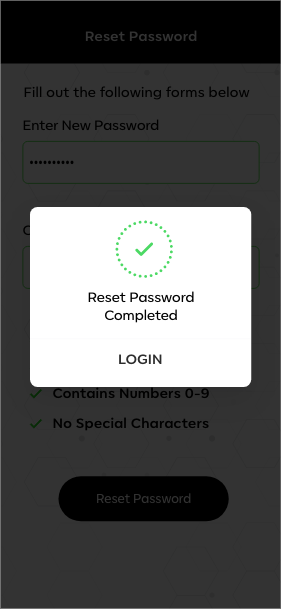 Reset Password
Fill out the following forms below
Enter New Password
••••••••••
Reset Password
Completed
LOGIN
Contains Numbers 0-9
No Special Characters
Reset Password